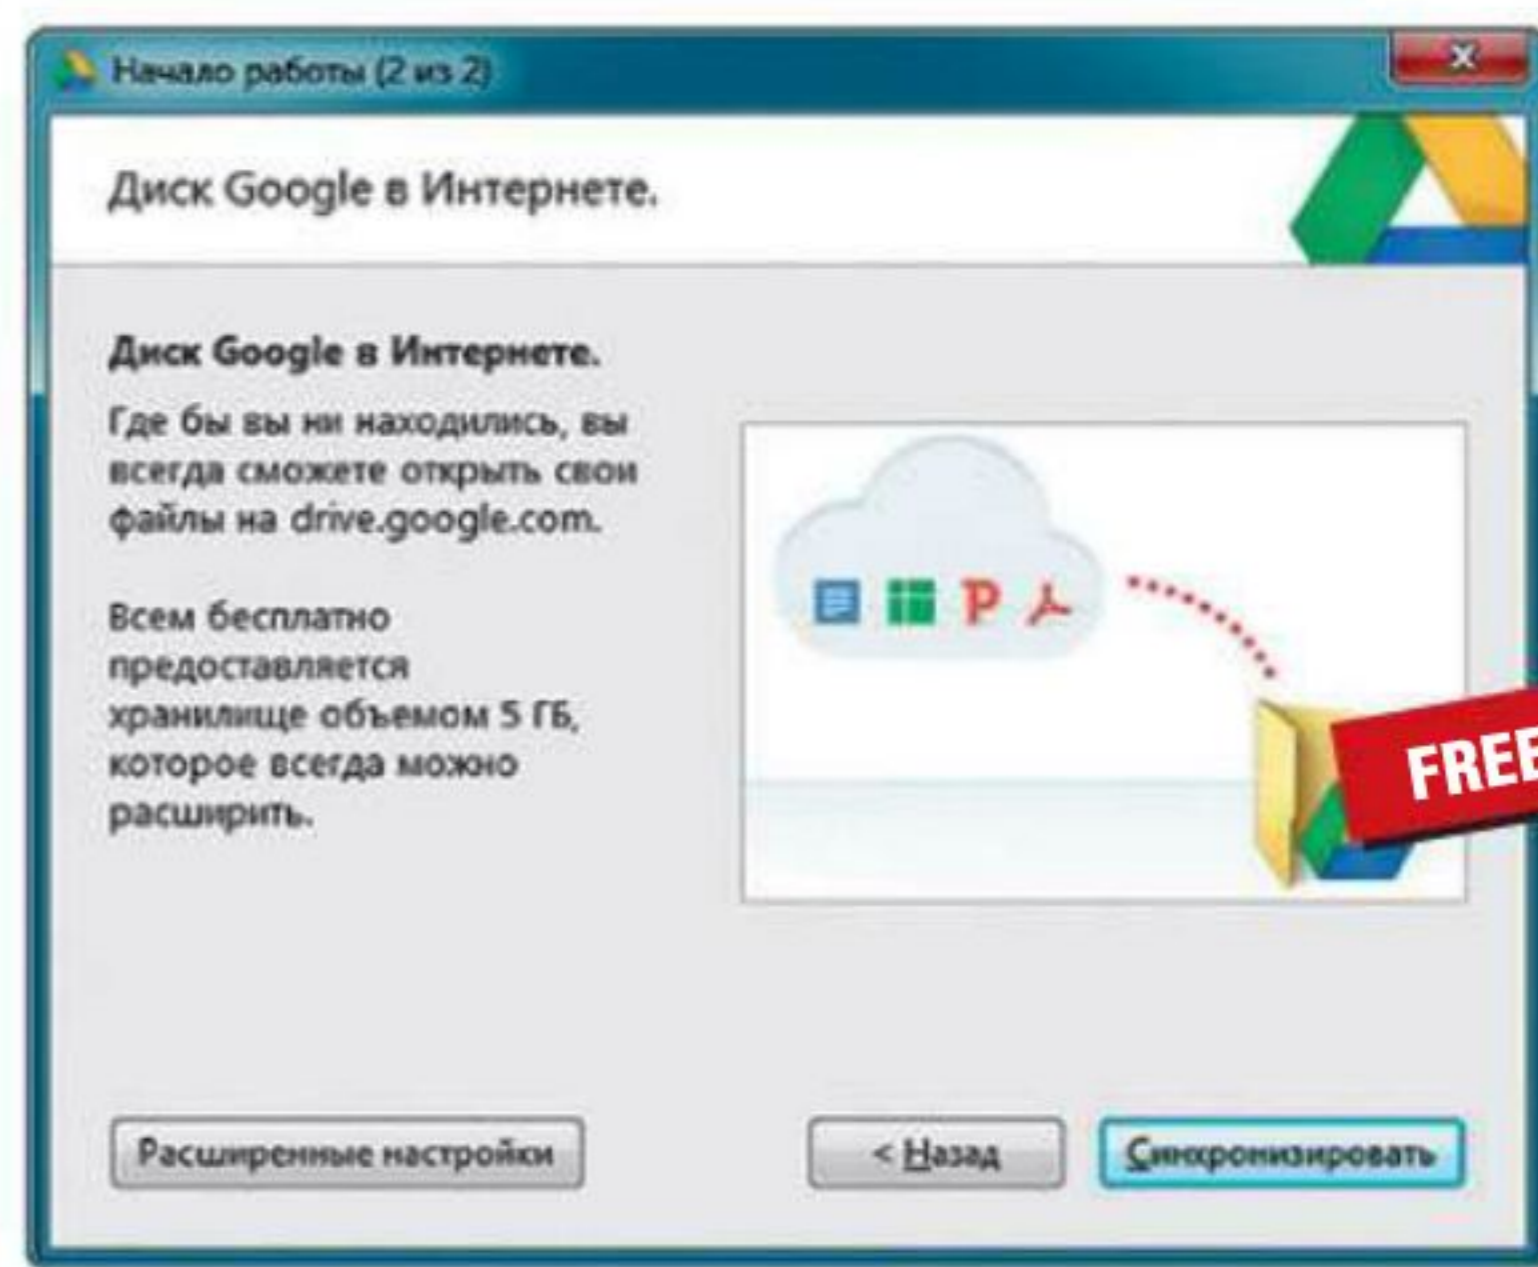 Начало работы (2 из 2)
Диск Google в Интернете.
Диск Google в Интернете.
Где бы вы ни находились, вы
всегда сможете открыть свои
файлы на drive.google.com.
Всем бесплатно
предоставляется
хранилище объемом 5 ГБ,
которое всегда можно
расширить.
FREE
Расширенные настройки
< Назад
Синхронизировать